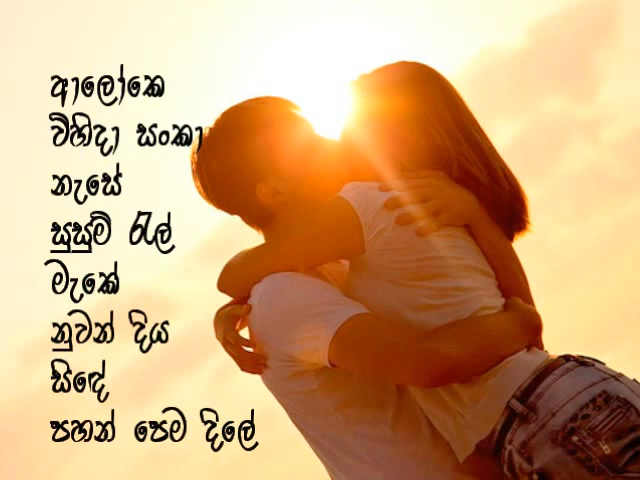 ආලෝකෙ
විහිදා සංකා
නැසේ
සුසුම් රැල්
මැකේ
නුවන් දිය
සිඳේ
පහන් පෙම දිලේ